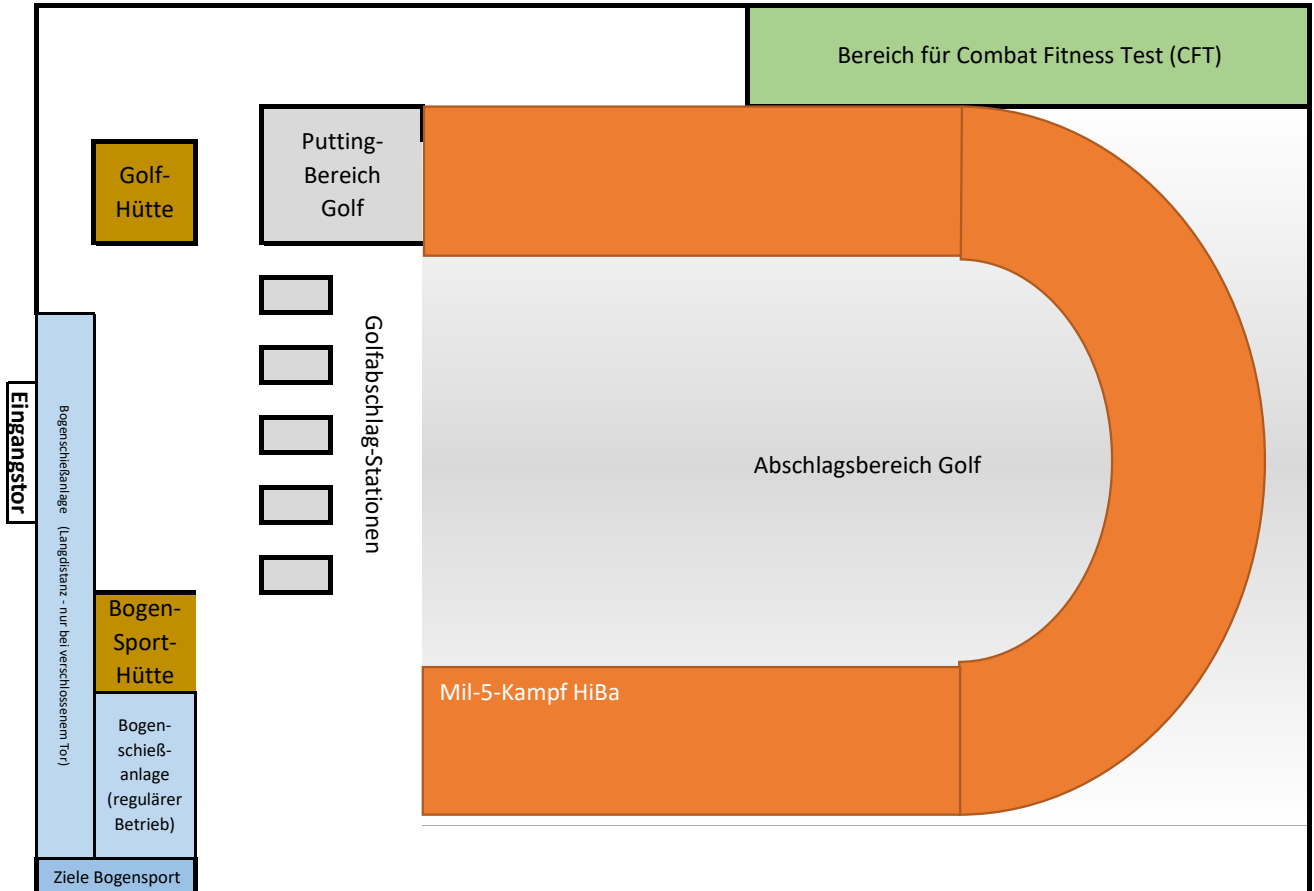 Bereich für Combat Fitness Test (CFT)
Putting-
Bereich
Golf
Golf-
Hütte
Golfabschlag-Stationen
Eingangstor
Bogenschießanlage (Langdistanz - nur bei verschlossenem Tor)
Abschlagsbereich Golf
Bogen-
Sport-
Hütte
Mil-5-Kampf HiBa
Bogen-
schieß-
anlage
(regulärer
Betrieb)
Ziele Bogensport